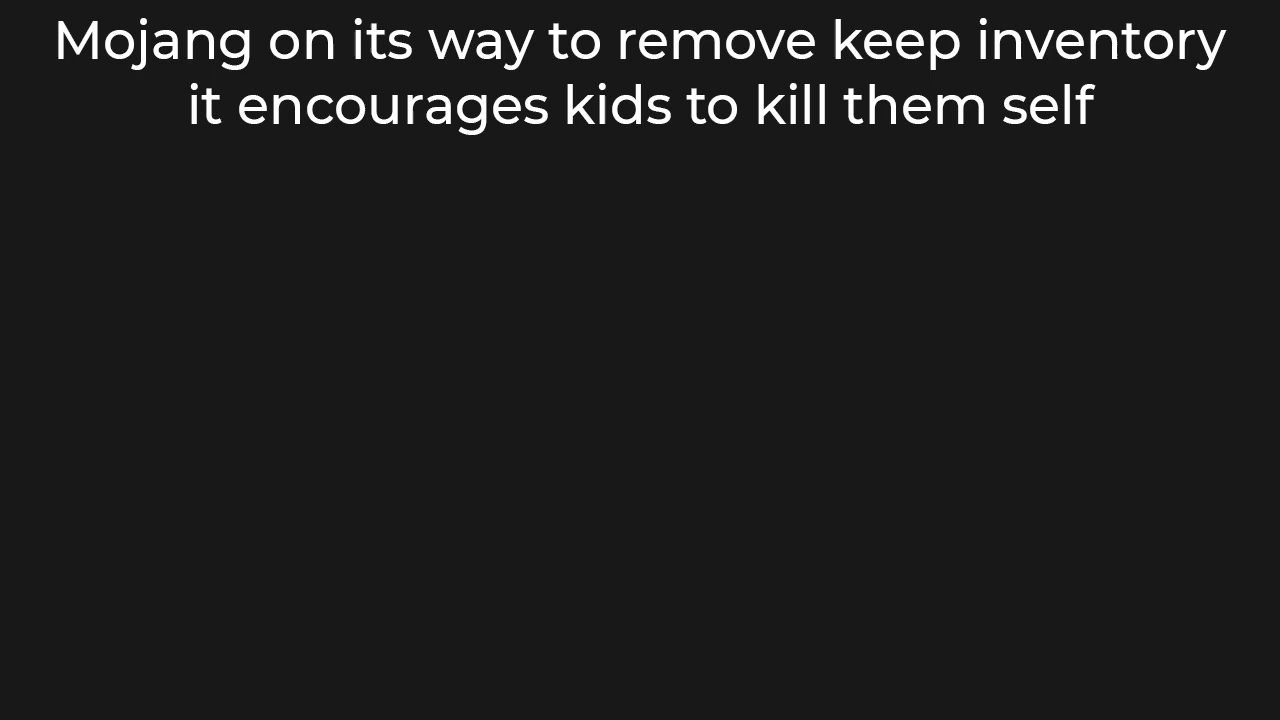 Mojang on its way to remove keep inventory
it encourages kids to kill them self